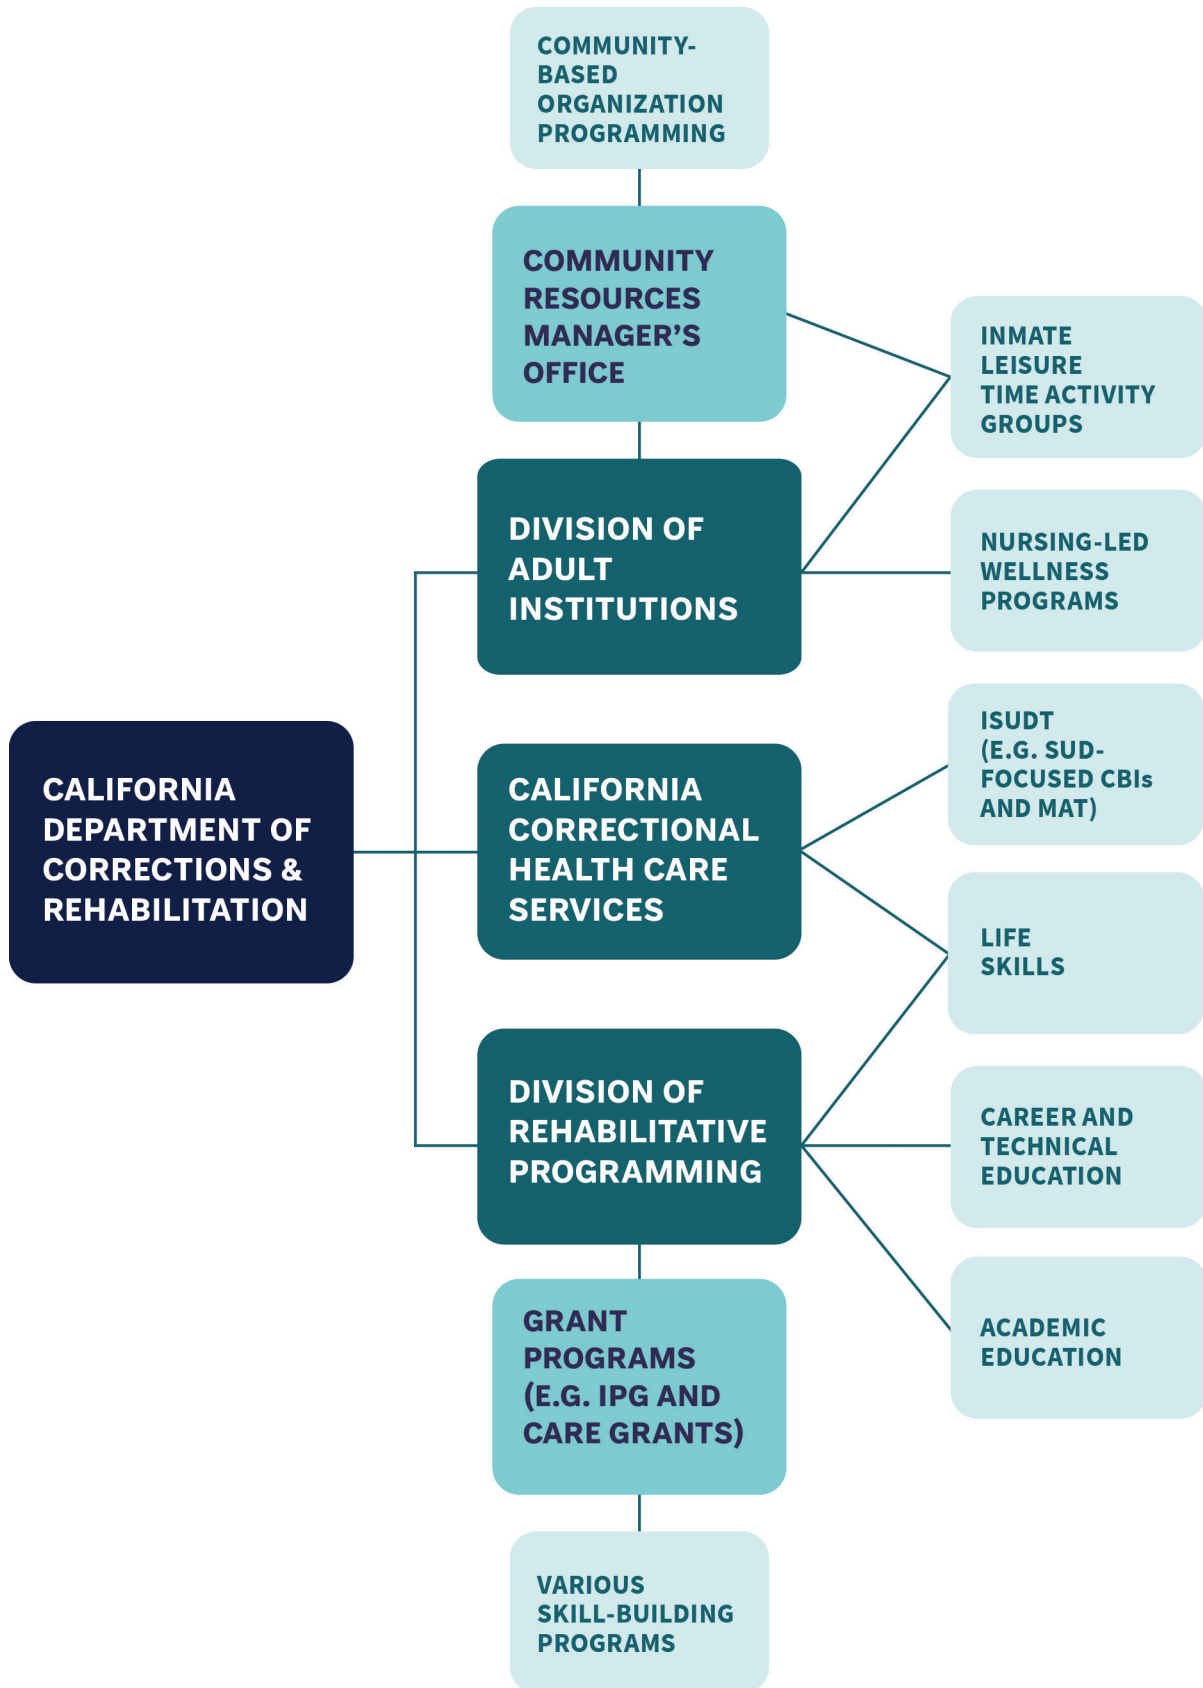 COMMUNITY-
BASED
ORGANIZATION
PROGRAMMING
COMMUNITY
RESOURCES
MANAGER’S
OFFICE
INMATE
LEISURE
TIME ACTIVITY
GROUPS
DIVISION OF
ADULT
INSTITUTIONS
NURSING-LED
WELLNESS
PROGRAMS
CALIFORNIA
DEPARTMENT OF
CORRECTIONS &
REHABILITATION
CALIFORNIA
CORRECTIONAL
HEALTH CARE
SERVICES
ISUDT
(E.G. SUD-
FOCUSED CBIs
AND MAT)
LIFE
SKILLS
DIVISION OF
REHABILITATIVE
PROGRAMMING
CAREER AND
TECHNICAL
EDUCATION
ACADEMIC
EDUCATION
GRANT
PROGRAMS
(E.G. IPG AND
CARE GRANTS)
VARIOUS
SKILL-BUILDING
PROGRAMS